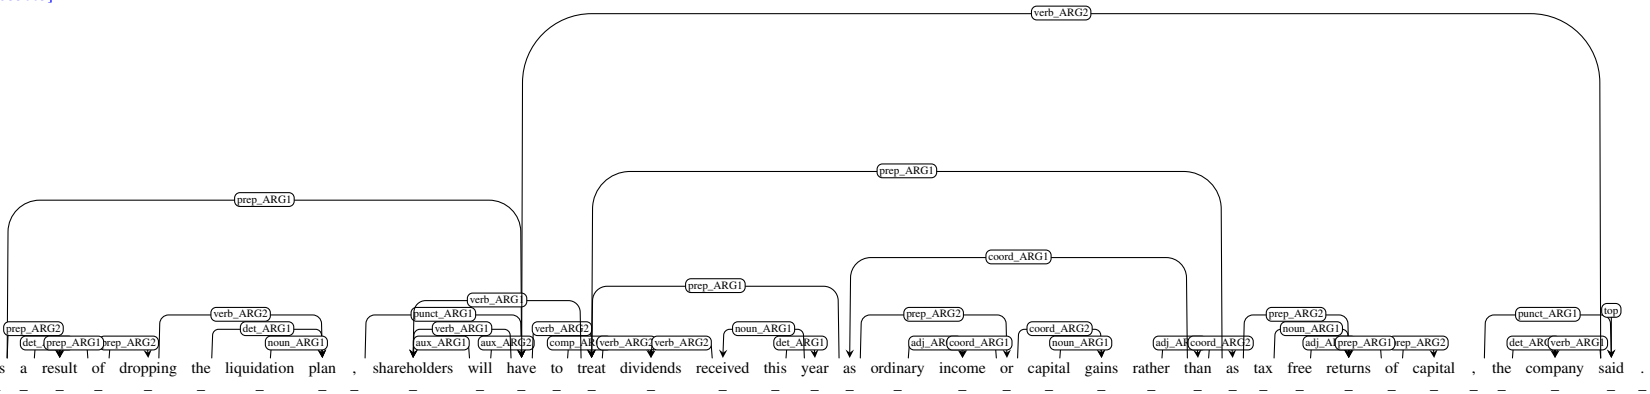 verb_ARG2
prep_ARG1
prep_ARG1
coord_ARG1
prep_ARG1
verb_ARG1
top
verb_ARG2 punct_ARG1 prep_ARG2 prep_ARG2 punct_ARG1
prep_ARG2 det_ARG1 verb_ARG1 verb_ARG2 noun_ARG1 coord_ARG2 noun_ARG1
prep_ARG1 prep_ARG2 noun_ARG1 aux_ARG1 aux_ARG2 verb_ARG2 verb_ARG2 det_ARG1 coord_ARG1 noun_ARG1 coord_ARG2 prep_ARG1 verb_ARG1
s a result of dropping the liquidation plan , shareholders will have to treat dividends received this year as ordinary income or capital gains rather than as tax free returns of capital , the company said .